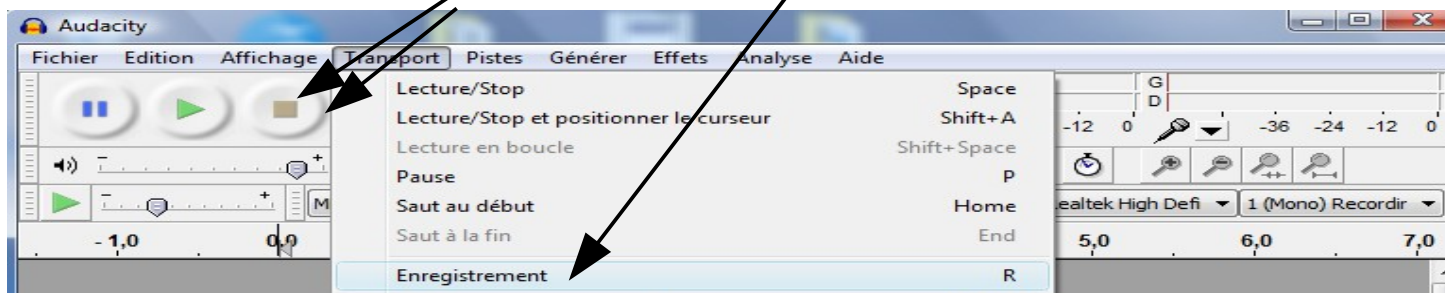 Audacity
Fichier Edition Affichage Transport Pistes Générer Effets Analyse Aide
Lecture/Stop Space
Lecture/Stop et positionner le curseur Shift+A
Lecture en boucle Shift+Space
Pause P
Saut au début Home
Saut à la fin End
Enregistrement R
G
D
-12 0 -36 -24 -12 0
- + 
- + M
ealtek High Defi 1 (Mono) Recordir
- 1,0 0,0 5,0 6,0 7,0